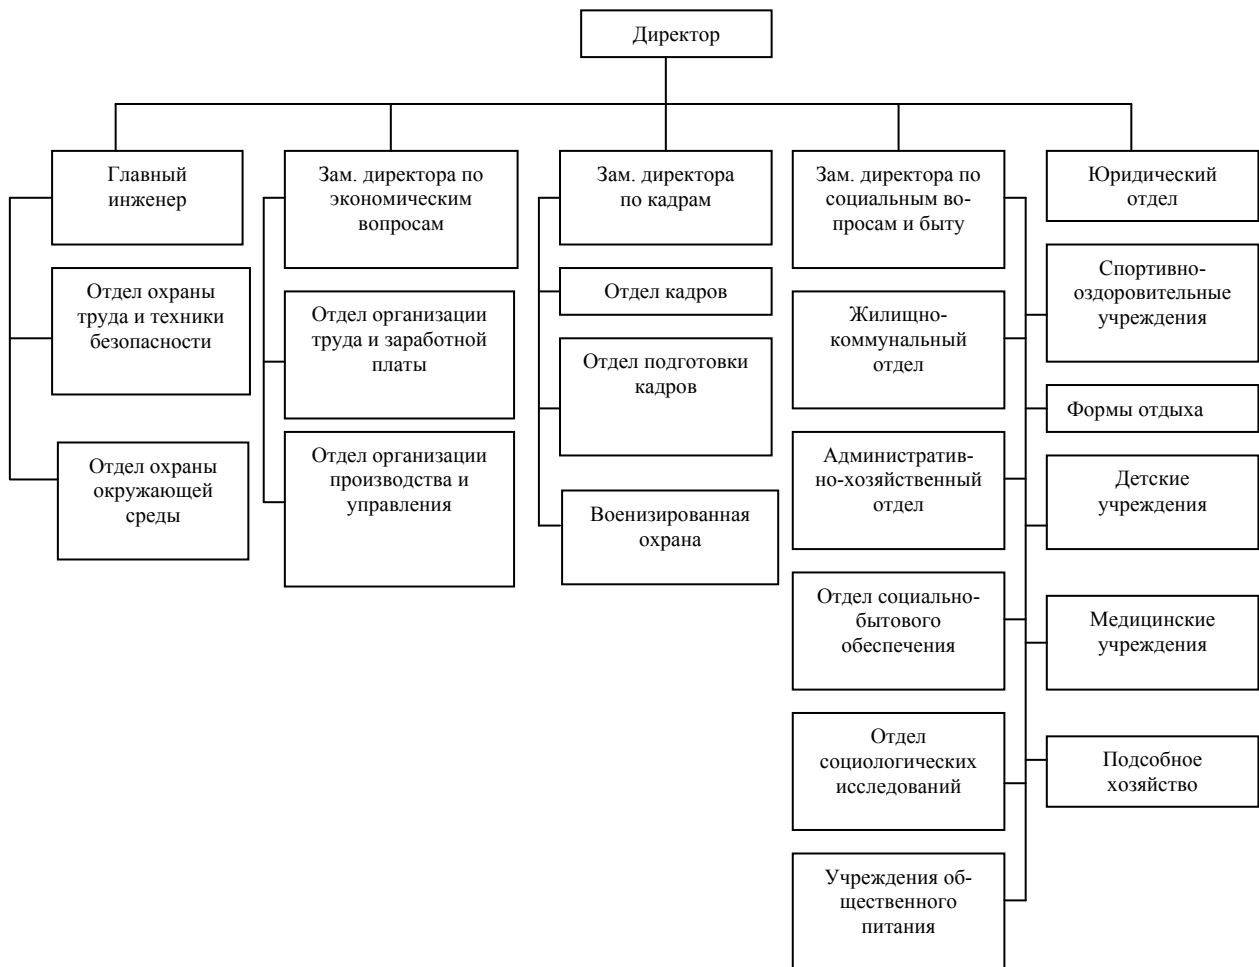 Директор
Главный
инженер
Зам. директора по
экономическим
вопросам
Зам. директора
по кадрам
Зам. директора по
социальным во-
просам и быту
Юридический
отдел
Отдел охраны
труда и техники
безопасности
Отдел охраны
окружающей
среды
Отдел организации
труда и заработной
платы
Отдел организации
производства и
управления
Отдел кадров
Отдел подготовки
кадров
Военизированная
охрана
Жилищно-
коммунальный
отдел
Административ-
но-хозяйственный
отдел
Отдел социально-
бытового
обеспечения
Отдел
социологических
исследований
Учреждения об-
щественного
питания
Спортивно-
оздоровительные
учреждения
Формы отдыха
Детские
учреждения
Медицинские
учреждения
Подсобное
хозяйство